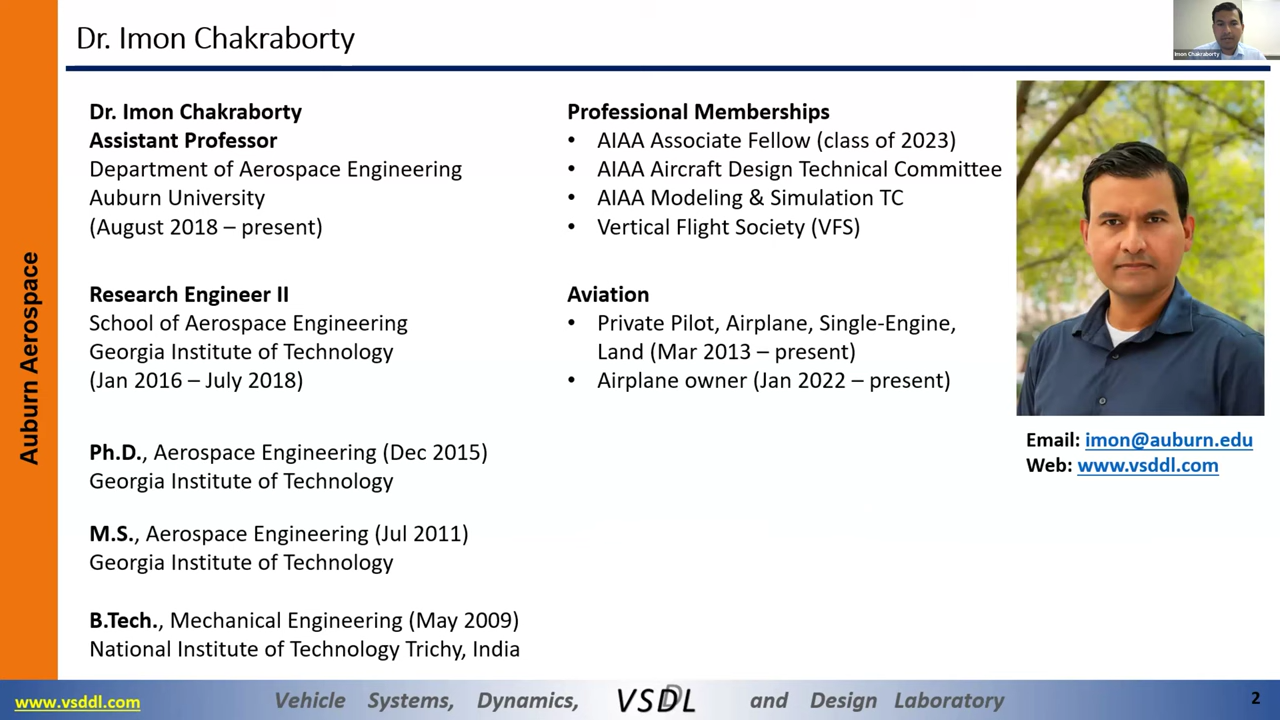 Dr. Imon Chakraborty
Imon Chakraborty
Auburn Aerospace
Dr. Imon Chakraborty
Assistant Professor
Department of Aerospace Engineering
Auburn University
(August 2018 – present)
Research Engineer II
School of Aerospace Engineering
Georgia Institute of Technology
(Jan 2016 – July 2018)
Ph.D., Aerospace Engineering (Dec 2015)
Georgia Institute of Technology
M.S., Aerospace Engineering (Jul 2011)
Georgia Institute of Technology
B.Tech., Mechanical Engineering (May 2009)
National Institute of Technology Trichy, India
Professional Memberships
• AIAA Associate Fellow (class of 2023)
• AIAA Aircraft Design Technical Committee
• AIAA Modeling & Simulation TC
• Vertical Flight Society (VFS)
Aviation
• Private Pilot, Airplane, Single-Engine,
Land (Mar 2013 – present)
• Airplane owner (Jan 2022 – present)
Email: imon@auburn.edu
Web: www.vsddl.com
www.vsddl.com Vehicle Systems, Dynamics, VSDDL and Design Laboratory 2